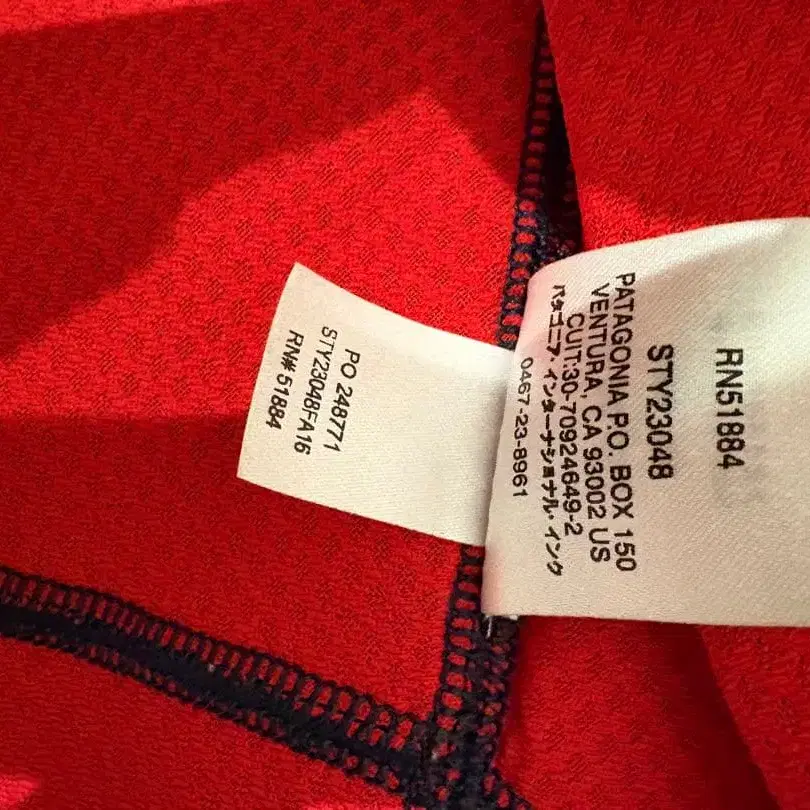 PO 248771
STY23048FA16
RN# 51884
RN51884
STY23048
PATAGONIA P.O. BOX 150
VENTURA, CA 93002 US
CUIT:30-70924649-2
パタゴニア・インターナショナル・インク
0467-23-8961